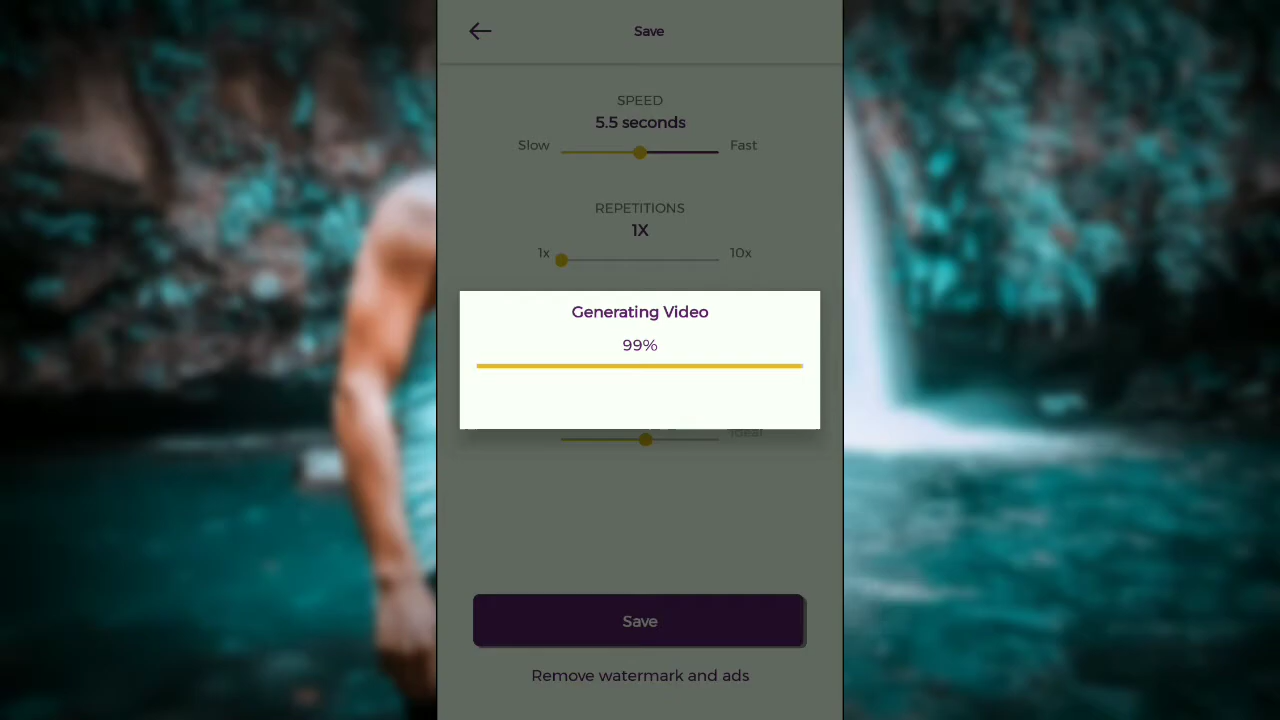 Save
SPEED
5.5 seconds
Slow Fast
REPETITIONS
1X
1x 10x
Generating Video
99%
Save
Remove watermark and ads